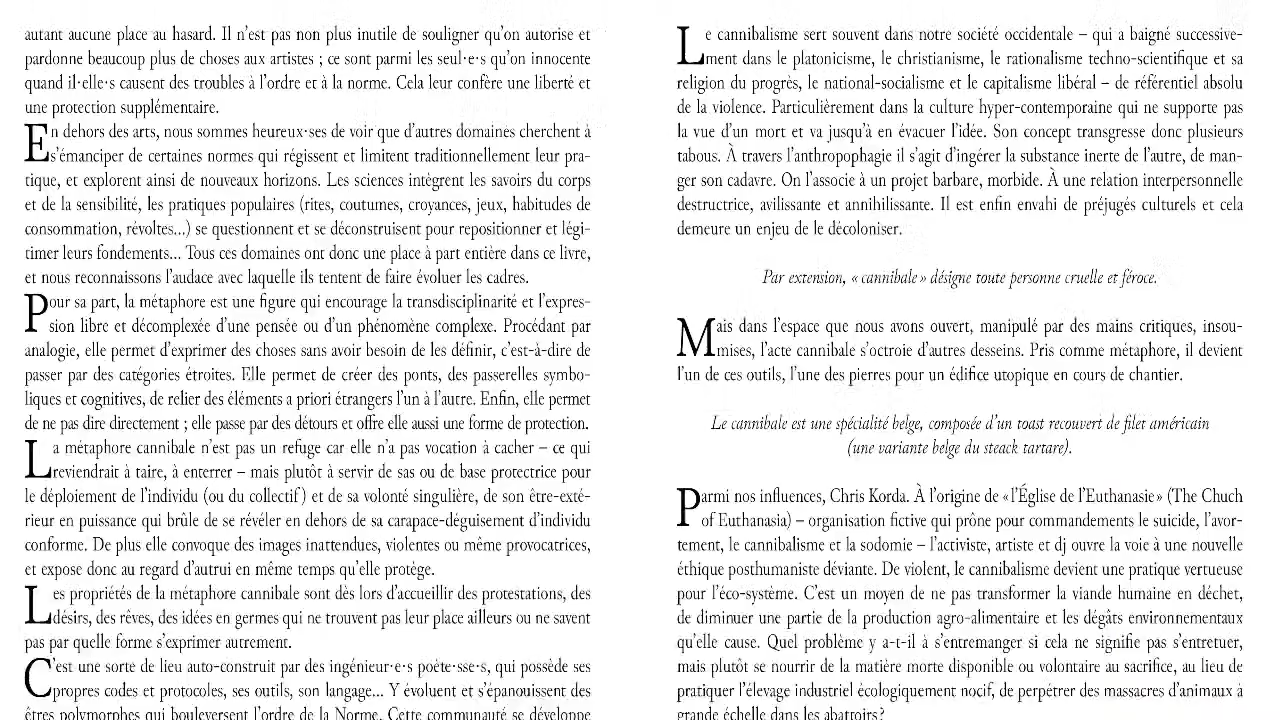 autant aucune place au hasard. Il n'est pas non plus inutile de souligner qu'on autorise et
pardonne beaucoup plus de choses aux artistes ; ce sont parmi les seul·e·s qu'on innocente
quand il·elle·s causent des troubles à l'ordre et à la norme. Cela leur confère une liberté et
une protection supplémentaire.
En dehors des arts, nous sommes heureux·ses de voir que d'autres domaines cherchent à
s'émanciper de certaines normes qui régissent et limitent traditionnellement leur pra-
tique, et explorent ainsi de nouveaux horizons. Les sciences intègrent les savoirs du corps
et de la sensibilité, les pratiques populaires (rites, coutumes, croyances, jeux, habitudes de
consommation, révoltes...) se questionnent et se déconstruisent pour repositionner et légi-
timer leurs fondements... Tous ces domaines ont donc une place à part entière dans ce livre,
et nous reconnaissons l'audace avec laquelle ils tentent de faire évoluer les cadres.
Pour sa part, la métaphore est une figure qui encourage la transdisciplinarité et l'expres-
sion libre et décomplexée d'une pensée ou d'un phénomène complexe. Procédant par
analogie, elle permet d'exprimer des choses sans avoir besoin de les définir, c'est-à-dire de
passer par des catégories étroites. Elle permet de créer des ponts, des passerelles symbo-
liques et cognitives, de relier des éléments a priori étrangers l'un à l'autre. Enfin, elle permet
de ne pas dire directement ; elle passe par des détours et offre elle aussi une forme de protection.
La métaphore cannibale n'est pas un refuge car elle n'a pas vocation à cacher – ce qui
reviendrait à taire, à enterrer – mais plutôt à servir de sas ou de base protectrice pour
le déploiement de l'individu (ou du collectif) et de sa volonté singulière, de son être-exté-
rieur en puissance qui brûle de se révéler en dehors de sa carapace-déguisement d'individu
conforme. De plus elle convoque des images inattendues, violentes ou même provocatrices,
et expose donc au regard d'autrui en même temps qu'elle protège.
Les propriétés de la métaphore cannibale sont dès lors d'accueillir des protestations, des
désirs, des rêves, des idées en germes qui ne trouvent pas leur place ailleurs ou ne savent
pas par quelle forme s'exprimer autrement.
C'est une sorte de lieu auto-construit par des ingénieur·e·s poète·sse·s, qui possède ses
propres codes et protocoles, ses outils, son langage... Y évoluent et s'épanouissent des
êtres polymorphes qui bouleversent l'ordre de la Norme. Cette communauté se développe
Le cannibalisme sert souvent dans notre société occidentale – qui a baigné successive-
ment dans le platonicisme, le christianisme, le rationalisme techno-scientifique et sa
religion du progrès, le national-socialisme et le capitalisme libéral – de référentiel absolu
de la violence. Particulièrement dans la culture hyper-contemporaine qui ne supporte pas
la vue d'un mort et va jusqu'à en évacuer l'idée. Son concept transgresse donc plusieurs
tabous. À travers l'anthropophagie il s'agit d'ingérer la substance inerte de l'autre, de man-
ger son cadavre. On l'associe à un projet barbare, morbide. À une relation interpersonnelle
destructrice, avilissante et annihilissante. Il est enfin envahi de préjugés culturels et cela
demeure un enjeu de le décoloniser.
Par extension, « cannibale » désigne toute personne cruelle et féroce.
Mais dans l'espace que nous avons ouvert, manipulé par des mains critiques, insou-
mises, l'acte cannibale s'octroie d'autres desseins. Pris comme métaphore, il devient
l'un de ces outils, l'une des pierres pour un édifice utopique en cours de chantier.
Le cannibale est une spécialité belge, composée d'un toast recouvert de filet américain
(une variante belge du steack tartare).
Parmi nos influences, Chris Korda. À l'origine de «l'Église de l'Euthanasie» (The Chuch
of Euthanasia) – organisation fictive qui prône pour commandements le suicide, l'avor-
tement, le cannibalisme et la sodomie – l'activiste, artiste et dj ouvre la voie à une nouvelle
éthique posthumaniste déviante. De violent, le cannibalisme devient une pratique vertueuse
pour l'éco-système. C'est un moyen de ne pas transformer la viande humaine en déchet,
de diminuer une partie de la production agro-alimentaire et les dégâts environnementaux
qu'elle cause. Quel problème y a-t-il à s'entremanger si cela ne signifie pas s'entretuer,
mais plutôt se nourrir de la matière morte disponible ou volontaire au sacrifice, au lieu de
pratiquer l'élevage industriel écologiquement nocif, de perpétrer des massacres d'animaux à
grande échelle dans les abattoirs?